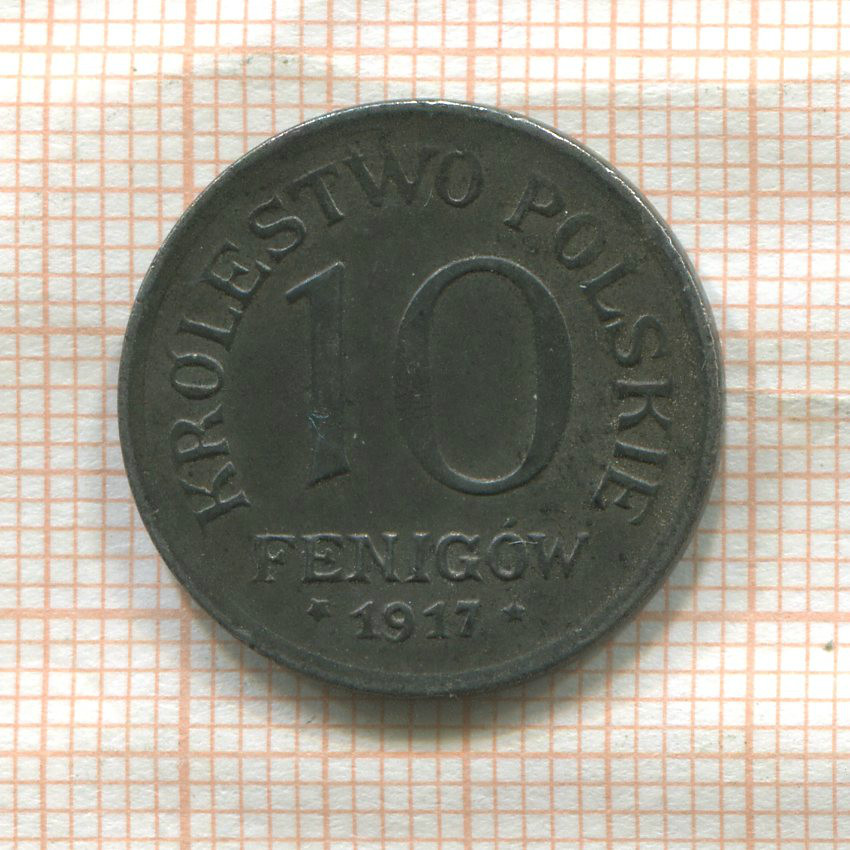 KRÓLESTWO POLSKIE
10
FENIGÓW
* 1917 *